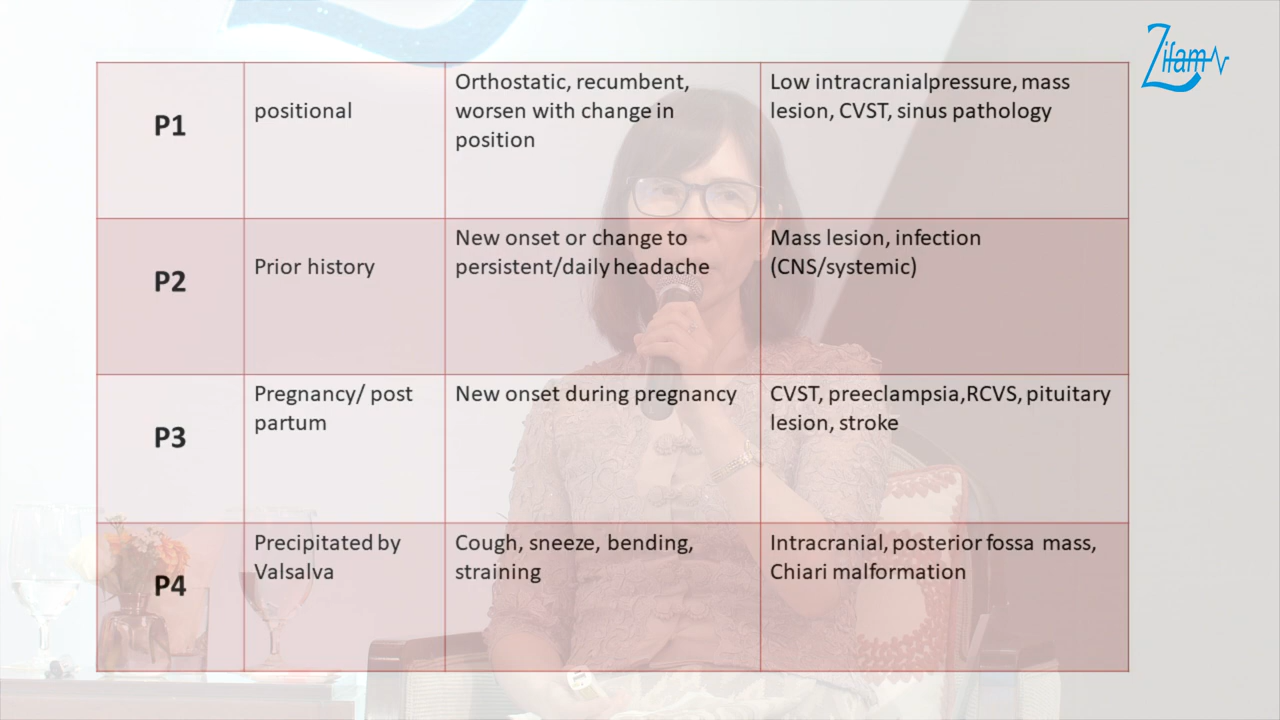 Zifam
P1
positional
Orthostatic, recumbent,
worsen with change in
position
Low intracranialpressure, mass
lesion, CVST, sinus pathology
P2
Prior history
New onset or change to
persistent/daily headache
Mass lesion, infection
(CNS/systemic)
P3
Pregnancy/ post
partum
New onset during pregnancy
CVST, preeclampsia,RCVS, pituitary
lesion, stroke
P4
Precipitated by
Valsalva
Cough, sneeze, bending,
straining
Intracranial, posterior fossa mass,
Chiari malformation